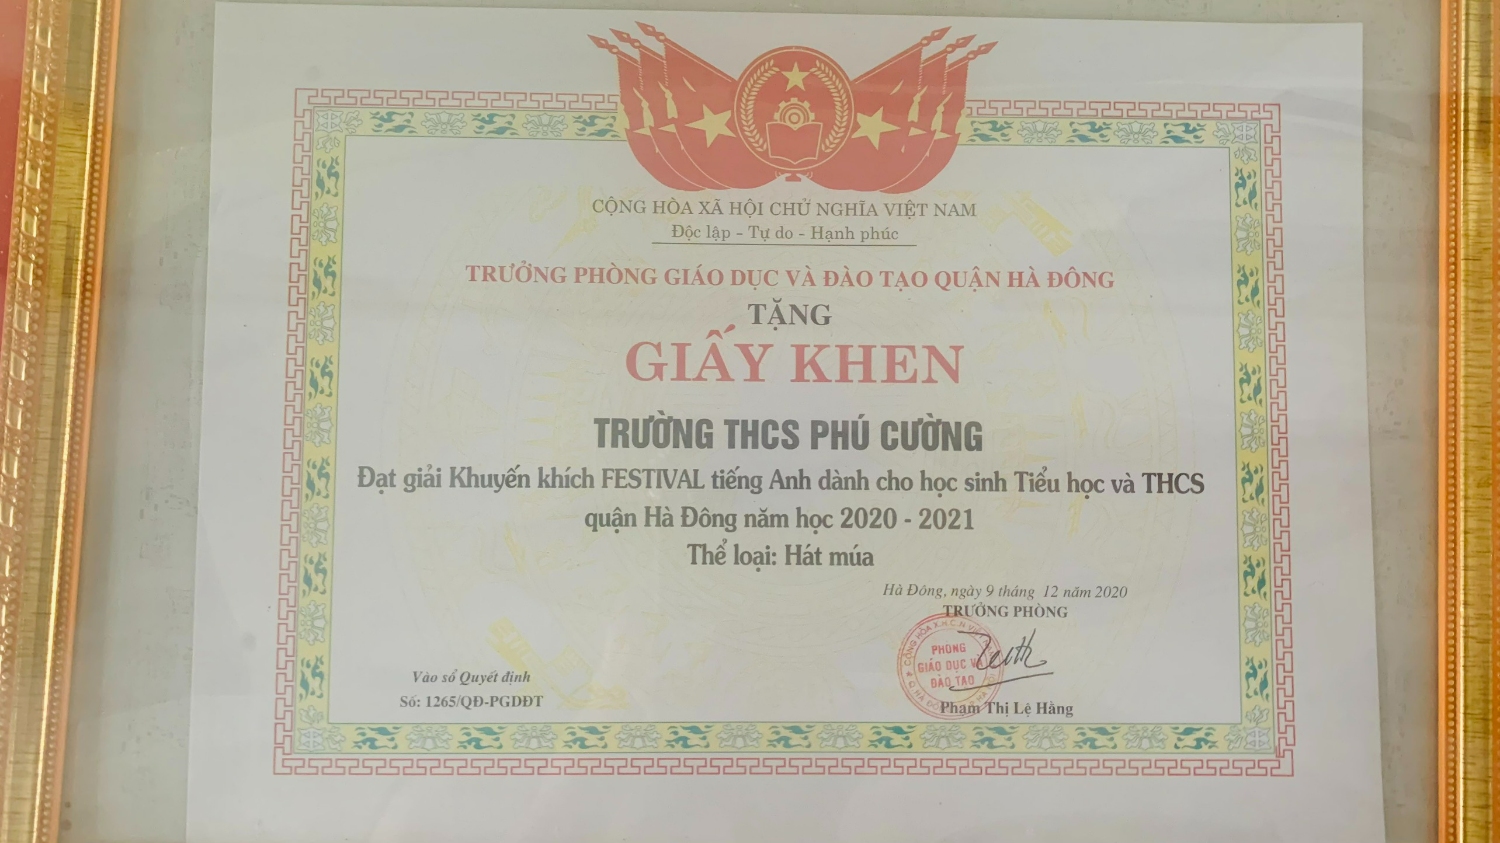 CỘNG HÒA XÃ HỘI CHỦ NGHĨA VIỆT NAM
Độc lập - Tự do - Hạnh phúc
TRƯỞNG PHÒNG GIÁO DỤC VÀ ĐÀO TẠO QUẬN HÀ ĐÔNG
TẶNG
GIẤY KHEN
TRƯỜNG THCS PHÚ CƯỜNG
Đạt giải Khuyến khích FESTIVAL tiếng Anh dành cho học sinh Tiểu học và THCS
quận Hà Đông năm học 2020 - 2021
Thể loại: Hát múa
Hà Đông, ngày 9 tháng 12 năm 2020
TRƯỞNG PHÒNG
PHÒNG
GIÁO DỤC VÀ
ĐÀO TẠO
Phạm Thị Lệ Hằng
Vào sổ Quyết định
Số: 1265/QĐ-PGDĐT